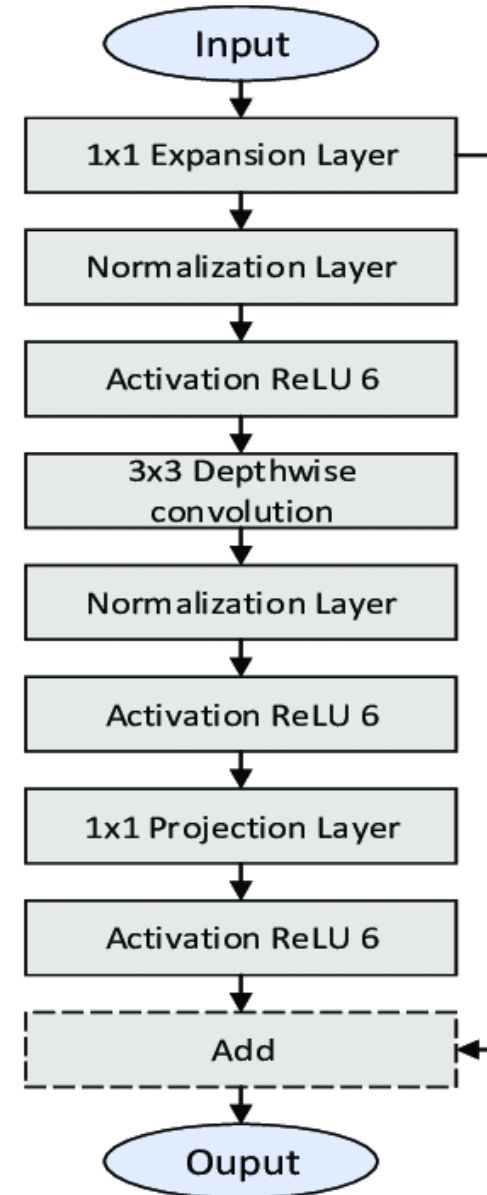 Input
1x1 Expansion Layer
Normalization Layer
Activation ReLU 6
3x3 Depthwise
convolution
Normalization Layer
Activation ReLU 6
1x1 Projection Layer
Activation ReLU 6
Add
Ouput